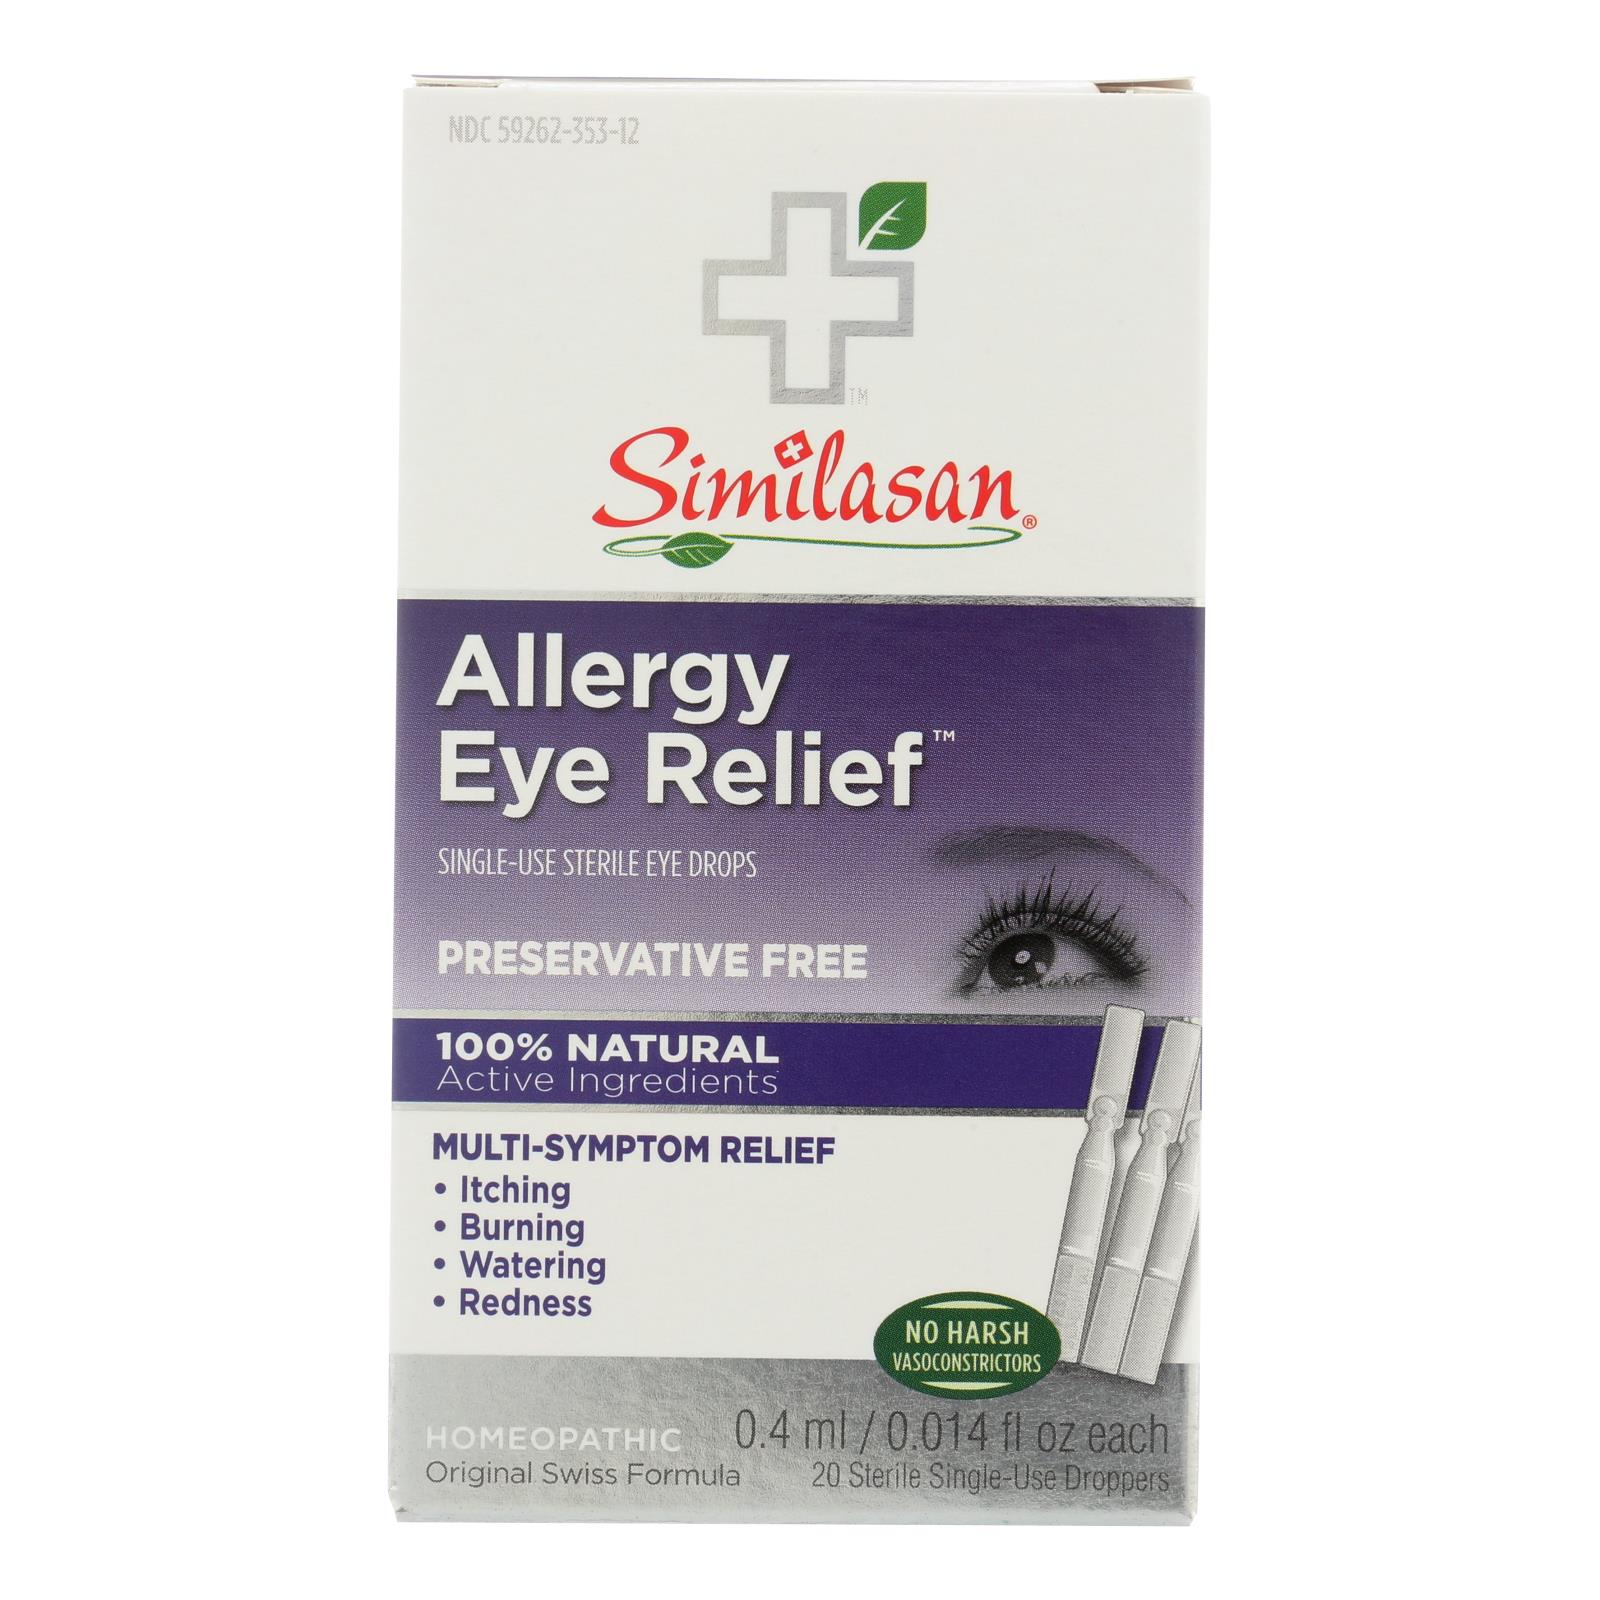 NDC 59262-353-12
TM
Similasan®
Allergy
Eye Relief™
SINGLE-USE STERILE EYE DROPS
PRESERVATIVE FREE
100% NATURAL
Active Ingredients
MULTI-SYMPTOM RELIEF
• Itching
• Burning
• Watering
• Redness
NO HARSH
VASOCONSTRICTORS
HOMEOPATHIC
Original Swiss Formula
0.4 ml / 0.014 fl oz each
20 Sterile Single-Use Droppers